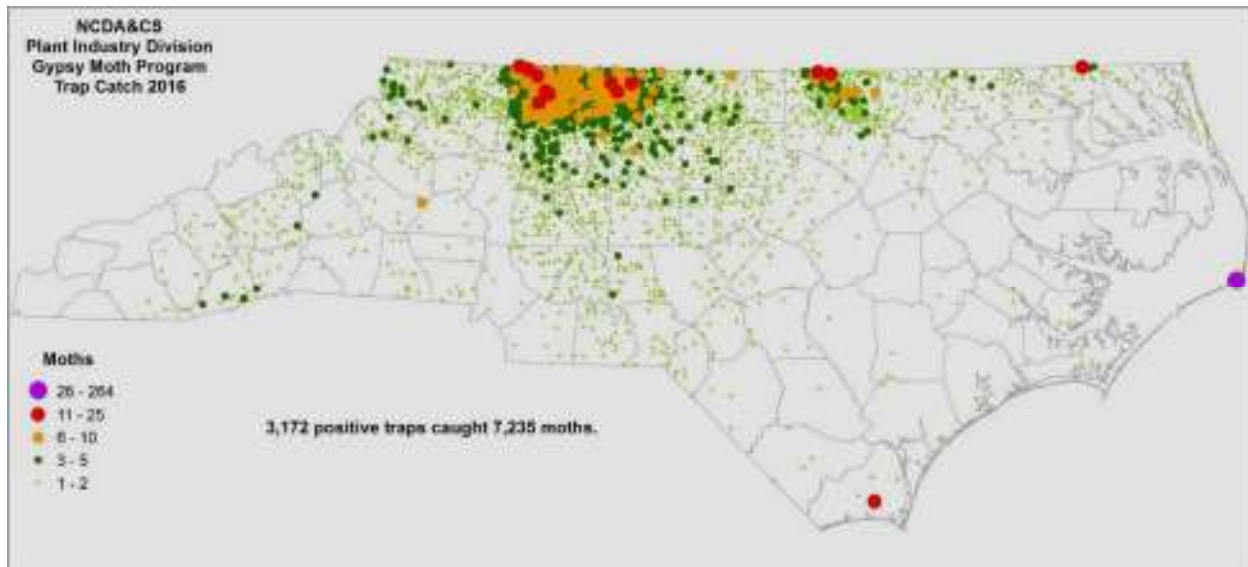 NCDA&CS
Plant Industry Division
Gypsy Moth Program
Trap Catch 2016
Moths
26 - 264
11 - 25
6 - 10
3 - 5
1 - 2
3,172 positive traps caught 7,235 moths.